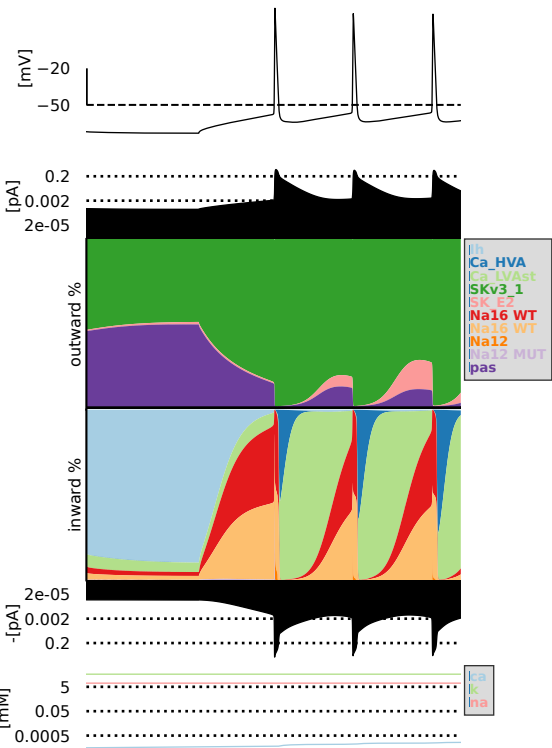 [mV]
−20
−50
[pA]
0.2
0.002
2e-05
outward %
Ih
Ca_HVA
Ca_LVAst
SKv3_1
SK_E2
Na16 WT
Na16 WT
Na12
Na12 MUT
pas
inward %
-[pA]
2e-05
0.002
0.2
[mM]
5
0.05
0.0005
ca
k
na